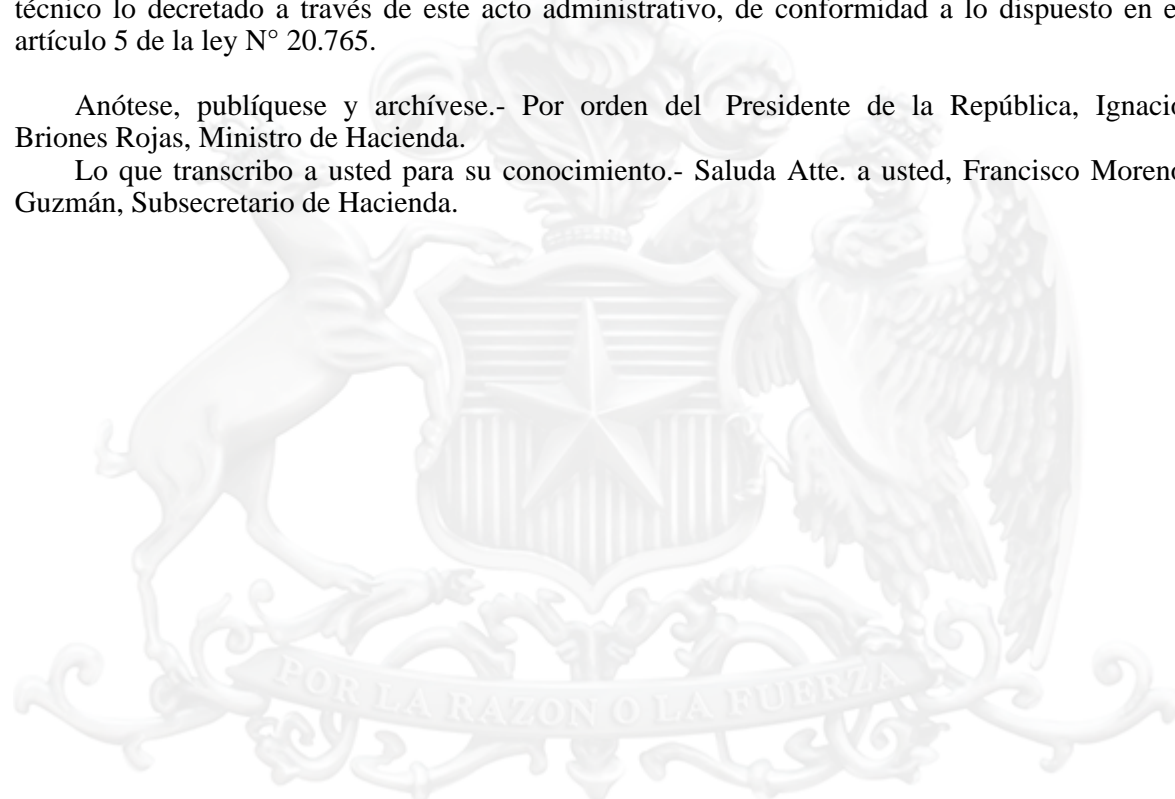 técnico lo decretado a través de este acto administrativo, de conformidad a lo dispuesto en e
artículo 5 de la ley N° 20.765.
Anótese, publíquese y archívese.- Por orden del Presidente de la República, Ignacio
Briones Rojas, Ministro de Hacienda.
Lo que transcribo a usted para su conocimiento.- Saluda Atte. a usted, Francisco Moreno
Guzmán, Subsecretario de Hacienda.
POR LA RAZON O LA FUERZA